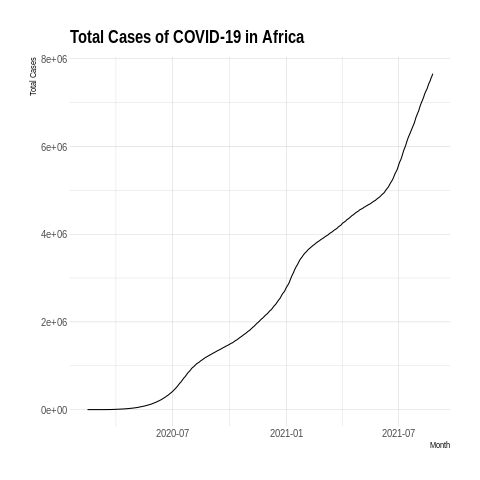 Total Cases of COVID-19 in Africa
Total Cases
8e+06
6e+06
4e+06
2e+06
0e+00
2020-07
2021-01
2021-07
Month